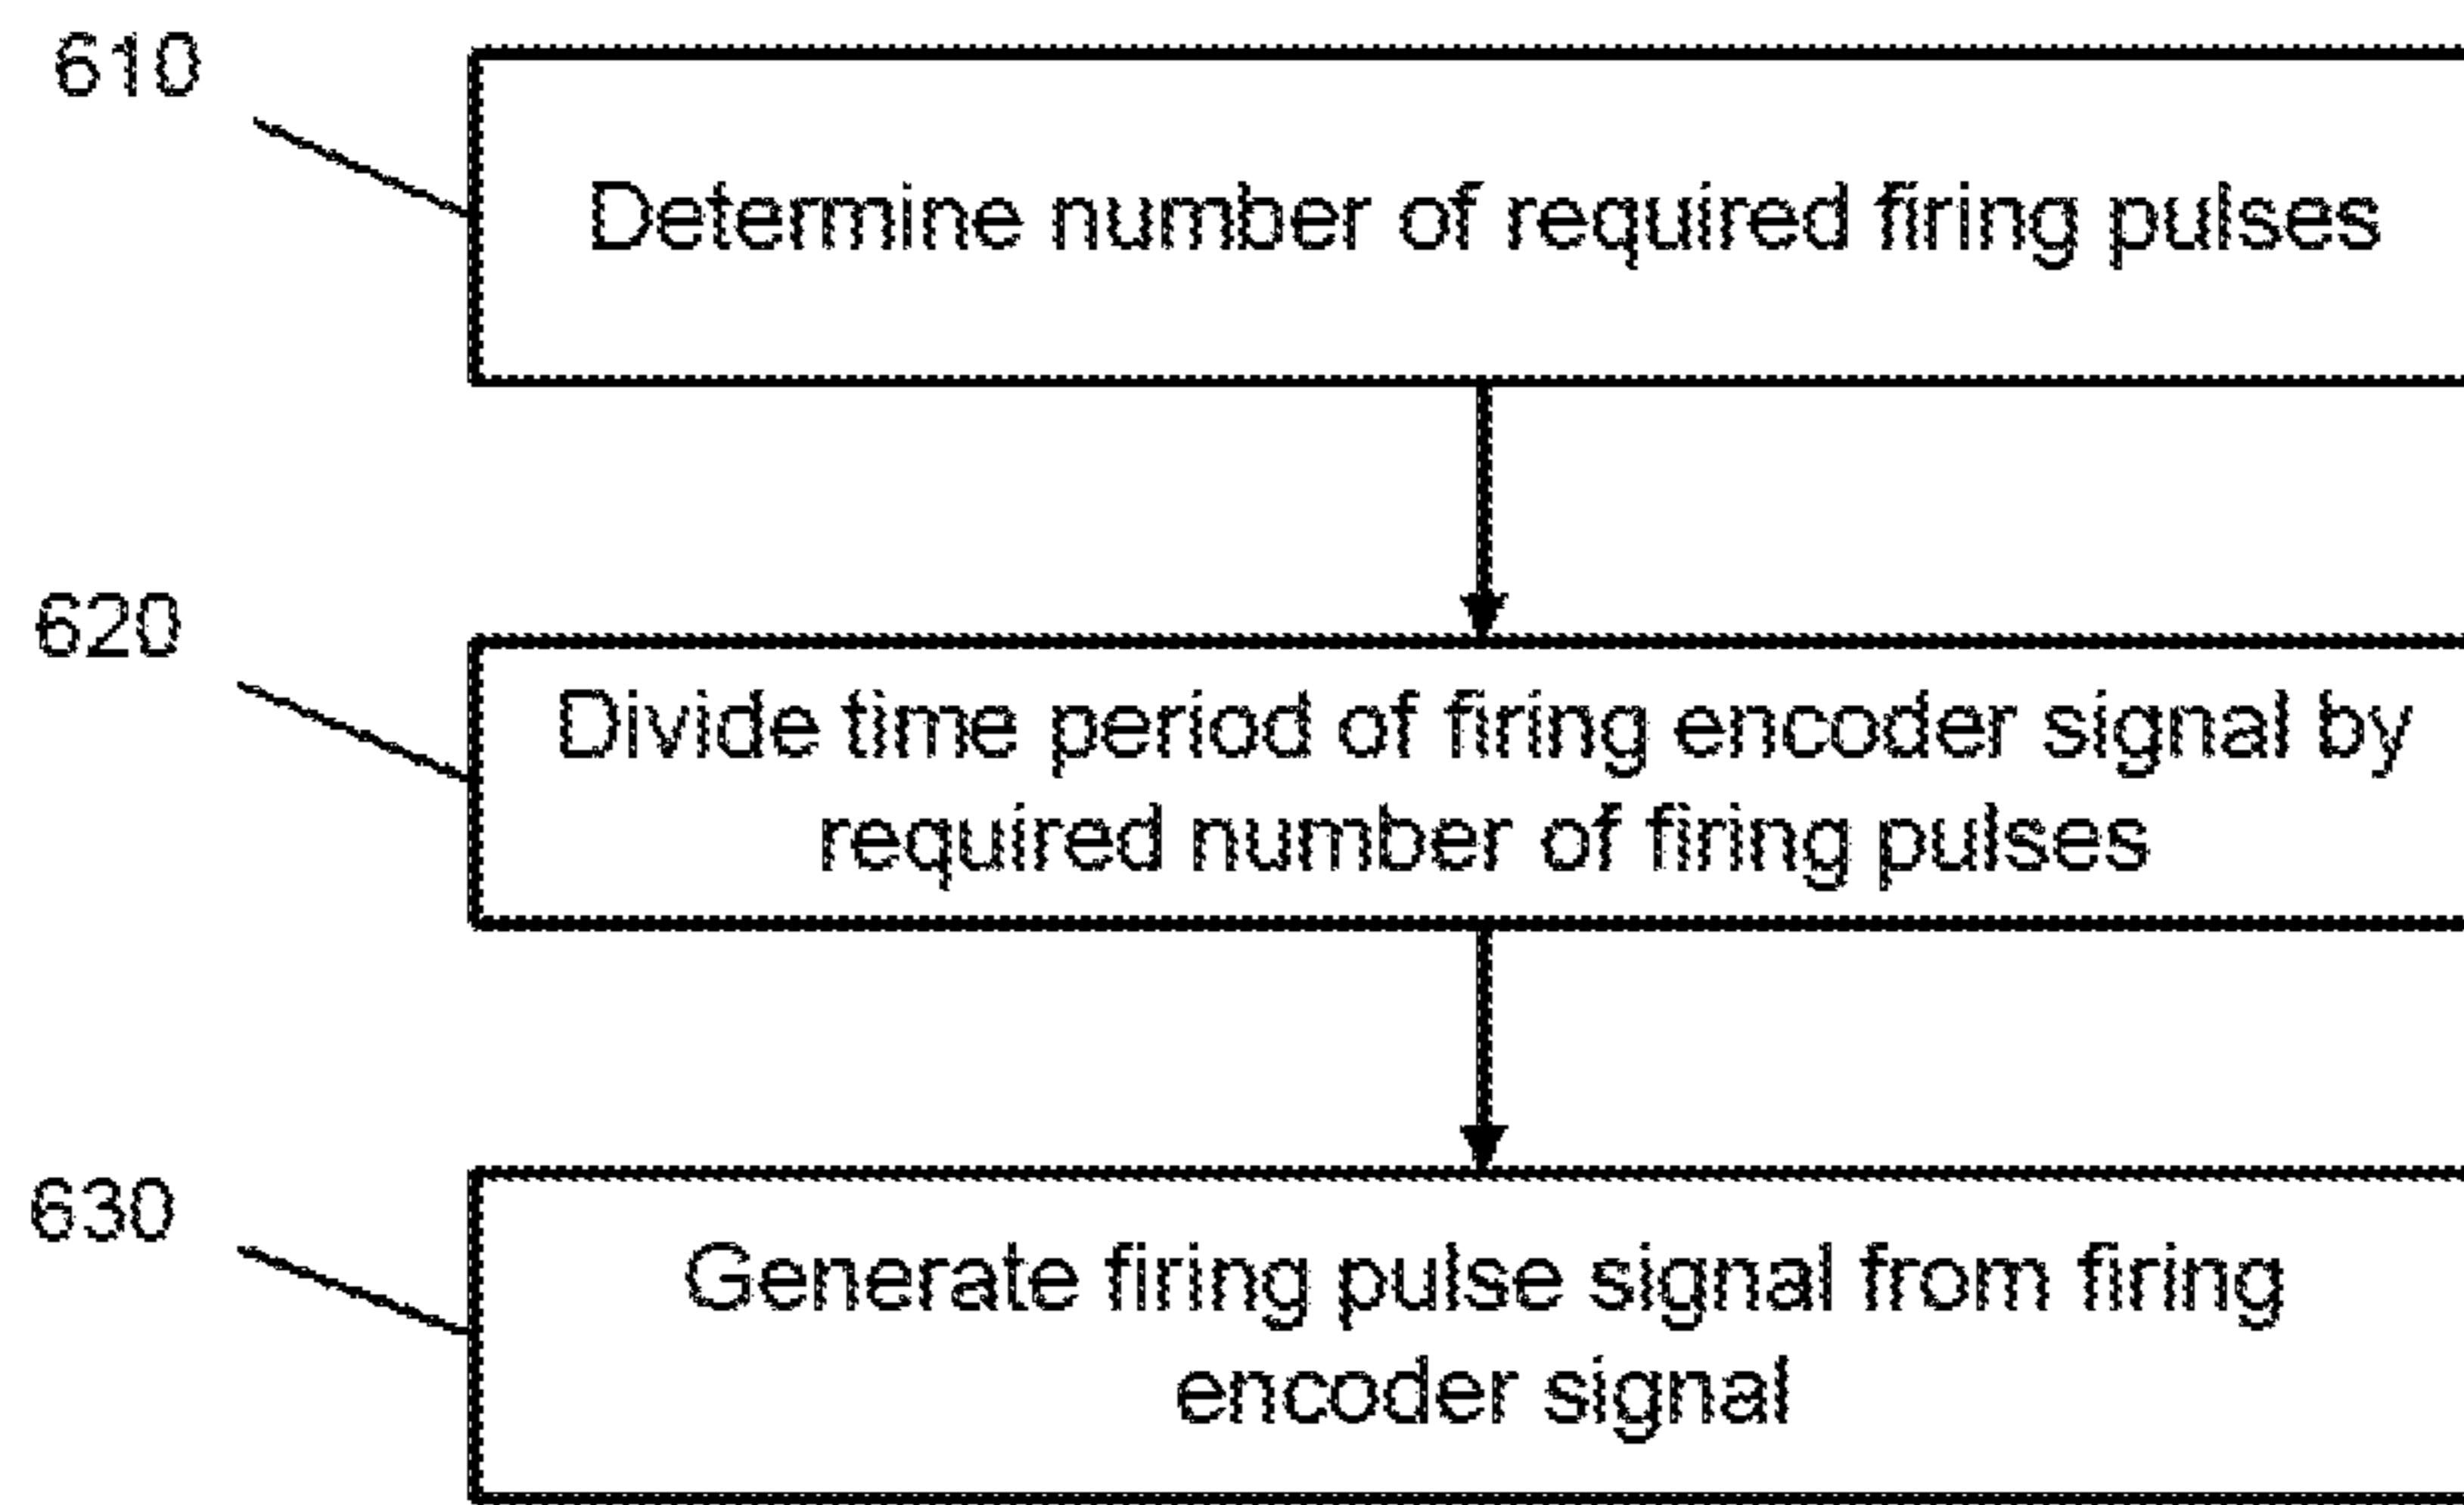 610
Determine number of required firing pulses
620
Divide time period of firing encoder signal by
required number of firing pulses
630
Generate firing pulse signal from firing
encoder signal